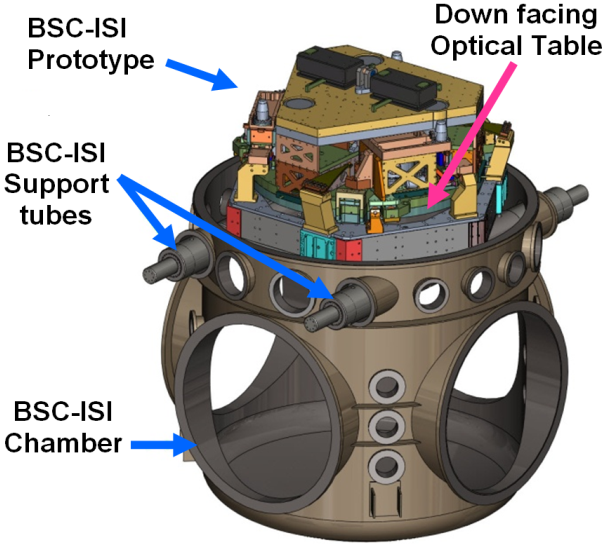 BSC-ISI
Prototype
Down facing
Optical Table
BSC-ISI
Support
tubes
BSC-ISI
Chamber